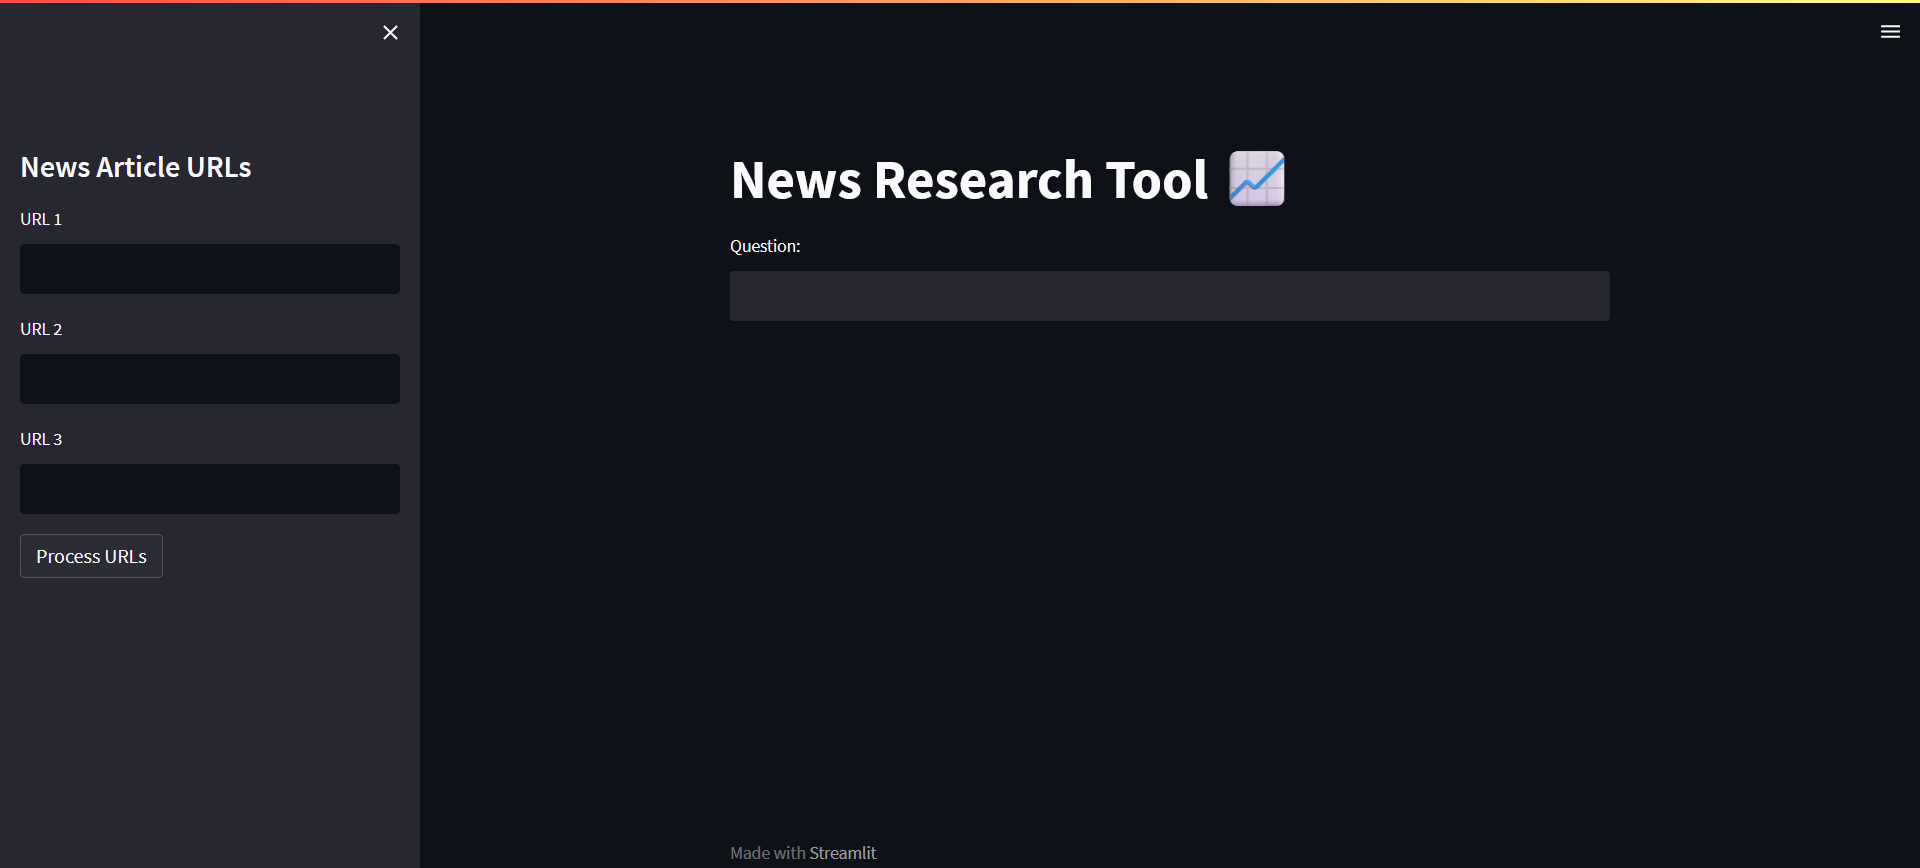 News Article URLs
URL 1
URL 2
URL 3
Process URLs
News Research Tool
Question:
Made with Streamlit